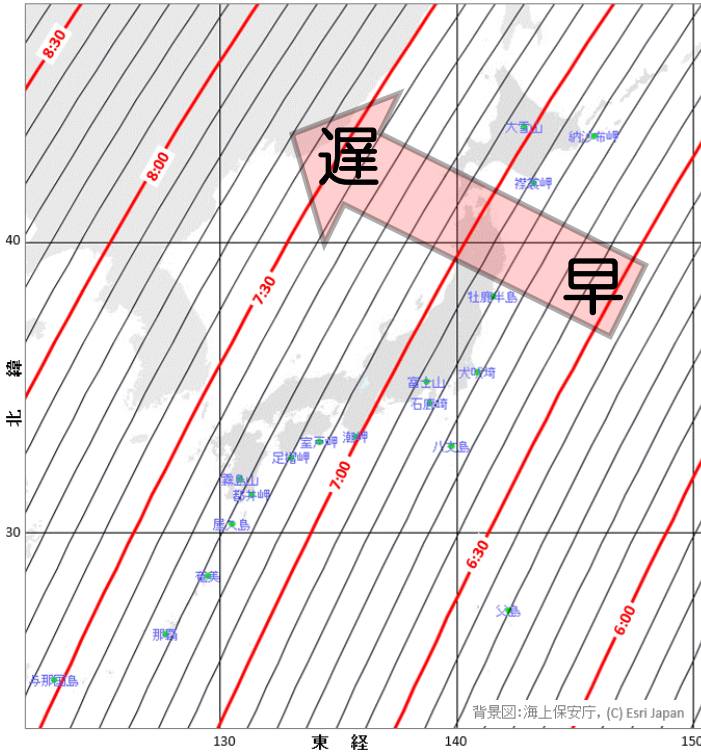 8:30
遅
大雪山
納沙布岬
8:00
襟裳岬
40
早
7:30
牡鹿半島
犬吠埼
富士山
石廊崎
北緯
潮岬
室戸岬
八丈島
足摺岬
7:00
霧島山
都井岬
屋久島
30
6:30
奄美
父島
6:00
那覇
与那国島
背景図:海上保安庁, (C) Esri Japan
130
東経
140
150